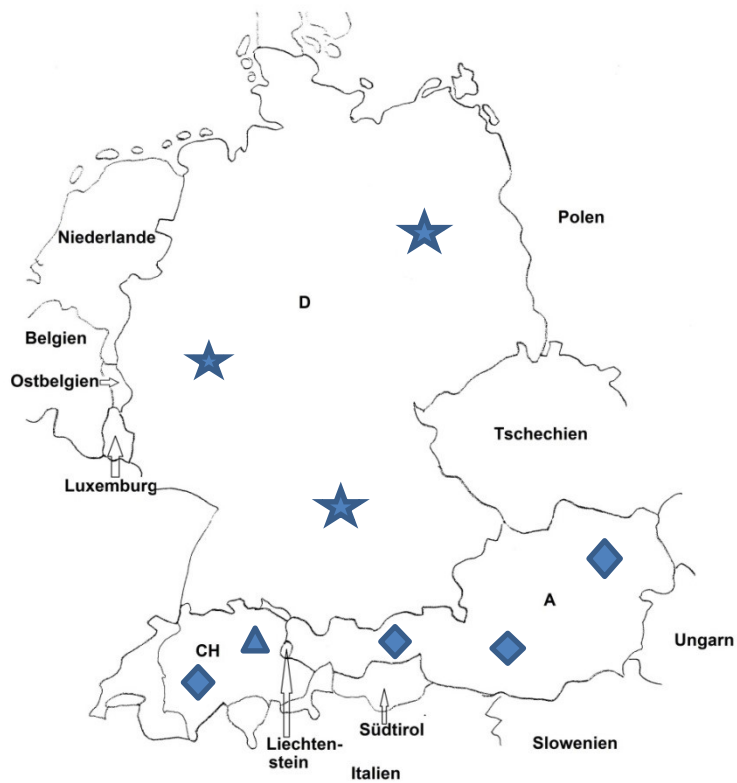 Niederlande
Polen
D
Belgien
Ostbelgien
Tschechien
Luxemburg
A
CH
Ungarn
Südtirol
Liechten-
stein
Slowenien
Italien